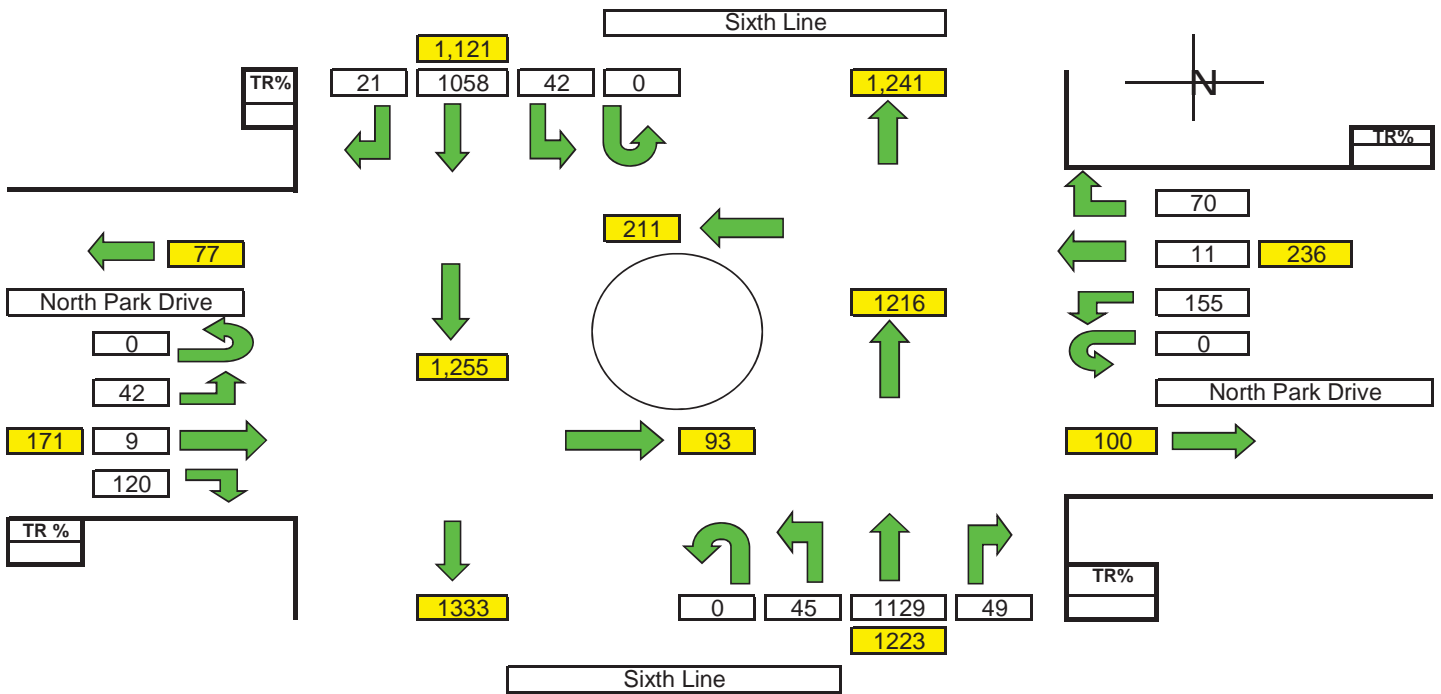 Sixth Line
1,121
TR%
21 1058 42 0 1,241
N
TR%
70
211
77
11 236
North Park Drive
1216
155
0
0
1,255
42
North Park Drive
171 9 93 100
120
TR %
TR%
1333 0 45 1129 49
1223
Sixth Line